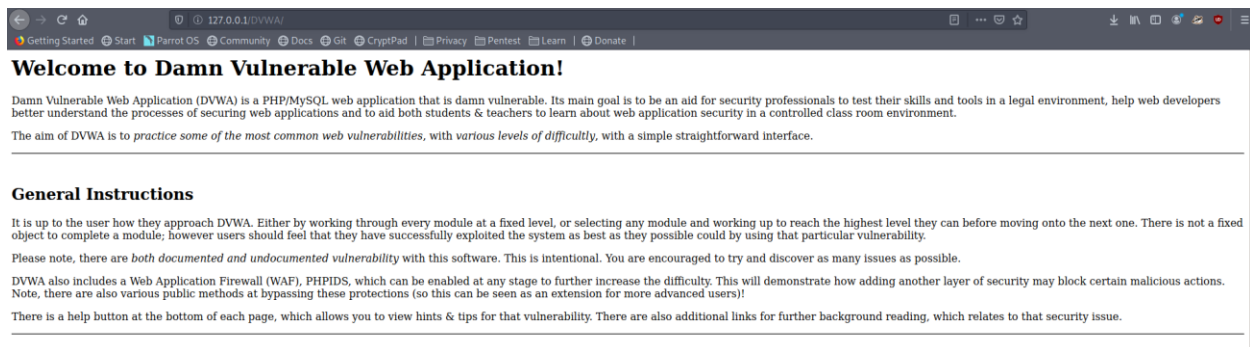 127.0.0.1/DVWA/
Getting Started Start Parrot OS Community Docs Git CryptPad | Privacy Pentest Learn | Donate |
Welcome to Damn Vulnerable Web Application!
Damn Vulnerable Web Application (DVWA) is a PHP/MySQL web application that is damn vulnerable. Its main goal is to be an aid for security professionals to test their skills and tools in a legal environment, help web developers
better understand the processes of securing web applications and to aid both students & teachers to learn about web application security in a controlled class room environment.
The aim of DVWA is to practice some of the most common web vulnerabilities, with various levels of difficultly, with a simple straightforward interface.
General Instructions
It is up to the user how they approach DVWA. Either by working through every module at a fixed level, or selecting any module and working up to reach the highest level they can before moving onto the next one. There is not a fixed
object to complete a module; however users should feel that they have successfully exploited the system as best as they possible could by using that particular vulnerability.
Please note, there are both documented and undocumented vulnerability with this software. This is intentional. You are encouraged to try and discover as many issues as possible.
DVWA also includes a Web Application Firewall (WAF), PHPIDS, which can be enabled at any stage to further increase the difficulty. This will demonstrate how adding another layer of security may block certain malicious actions.
Note, there are also various public methods at bypassing these protections (so this can be seen as an extension for more advanced users)!
There is a help button at the bottom of each page, which allows you to view hints & tips for that vulnerability. There are also additional links for further background reading, which relates to that security issue.